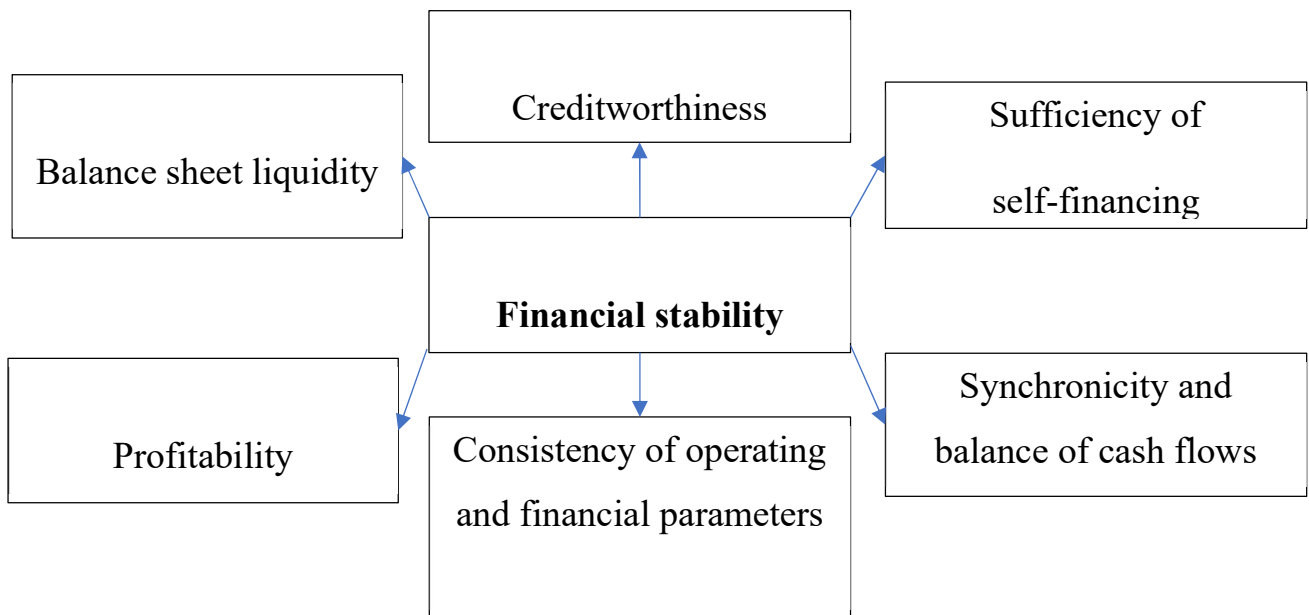 Creditworthiness
Balance sheet liquidity
Sufficiency of
self-financing
Financial stability
Profitability
Consistency of operating
and financial parameters
Synchronicity and
balance of cash flows